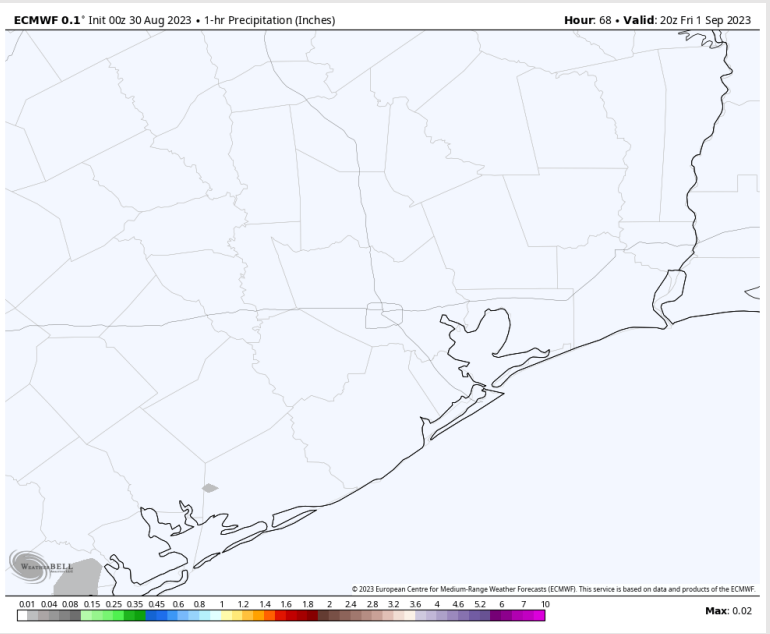 ECMWF 0.1° Init 00z 30 Aug 2023 • 1-hr Precipitation (Inches)
Hour: 68 • Valid: 20z Fri 1 Sep 2023
WEATHERBELL
© 2023 European Centre for Medium-Range Weather Forecasts (ECMWF). This service is based on data and products of the ECMWF.
0.01 0.04 0.1 0.25 0.35 0.45 0.6 0.8 1 1.2 1.4 1.6 1.8 2 2.4 2.8 3.2 3.6 4 4.6 5.2 6 7 10
Max: 0.02